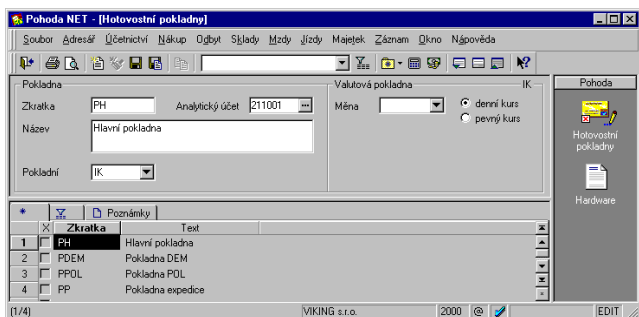 Pohoda NET - [Hotovostní pokladny]
Soubor Adresář Účetnictví Nákup Odbyt Sklady Mzdy Jízdy Majetek Záznam Okno Nápověda
Pokladna
Valutová pokladna
IK
Pohoda
Zkratka PH Analytický účet 211001 Měna denní kurs
pevný kurs
Název Hlavní pokladna
Hotovostní
pokladny
Pokladní IK
Hardware
* Poznámky
X Zkratka Text
1 PH Hlavní pokladna
2 PDEM Pokladna DEM
3 PPOL Pokladna POL
4 PP Pokladna expedice
(1/4) VIKING s.r.o. 2000 @ EDIT